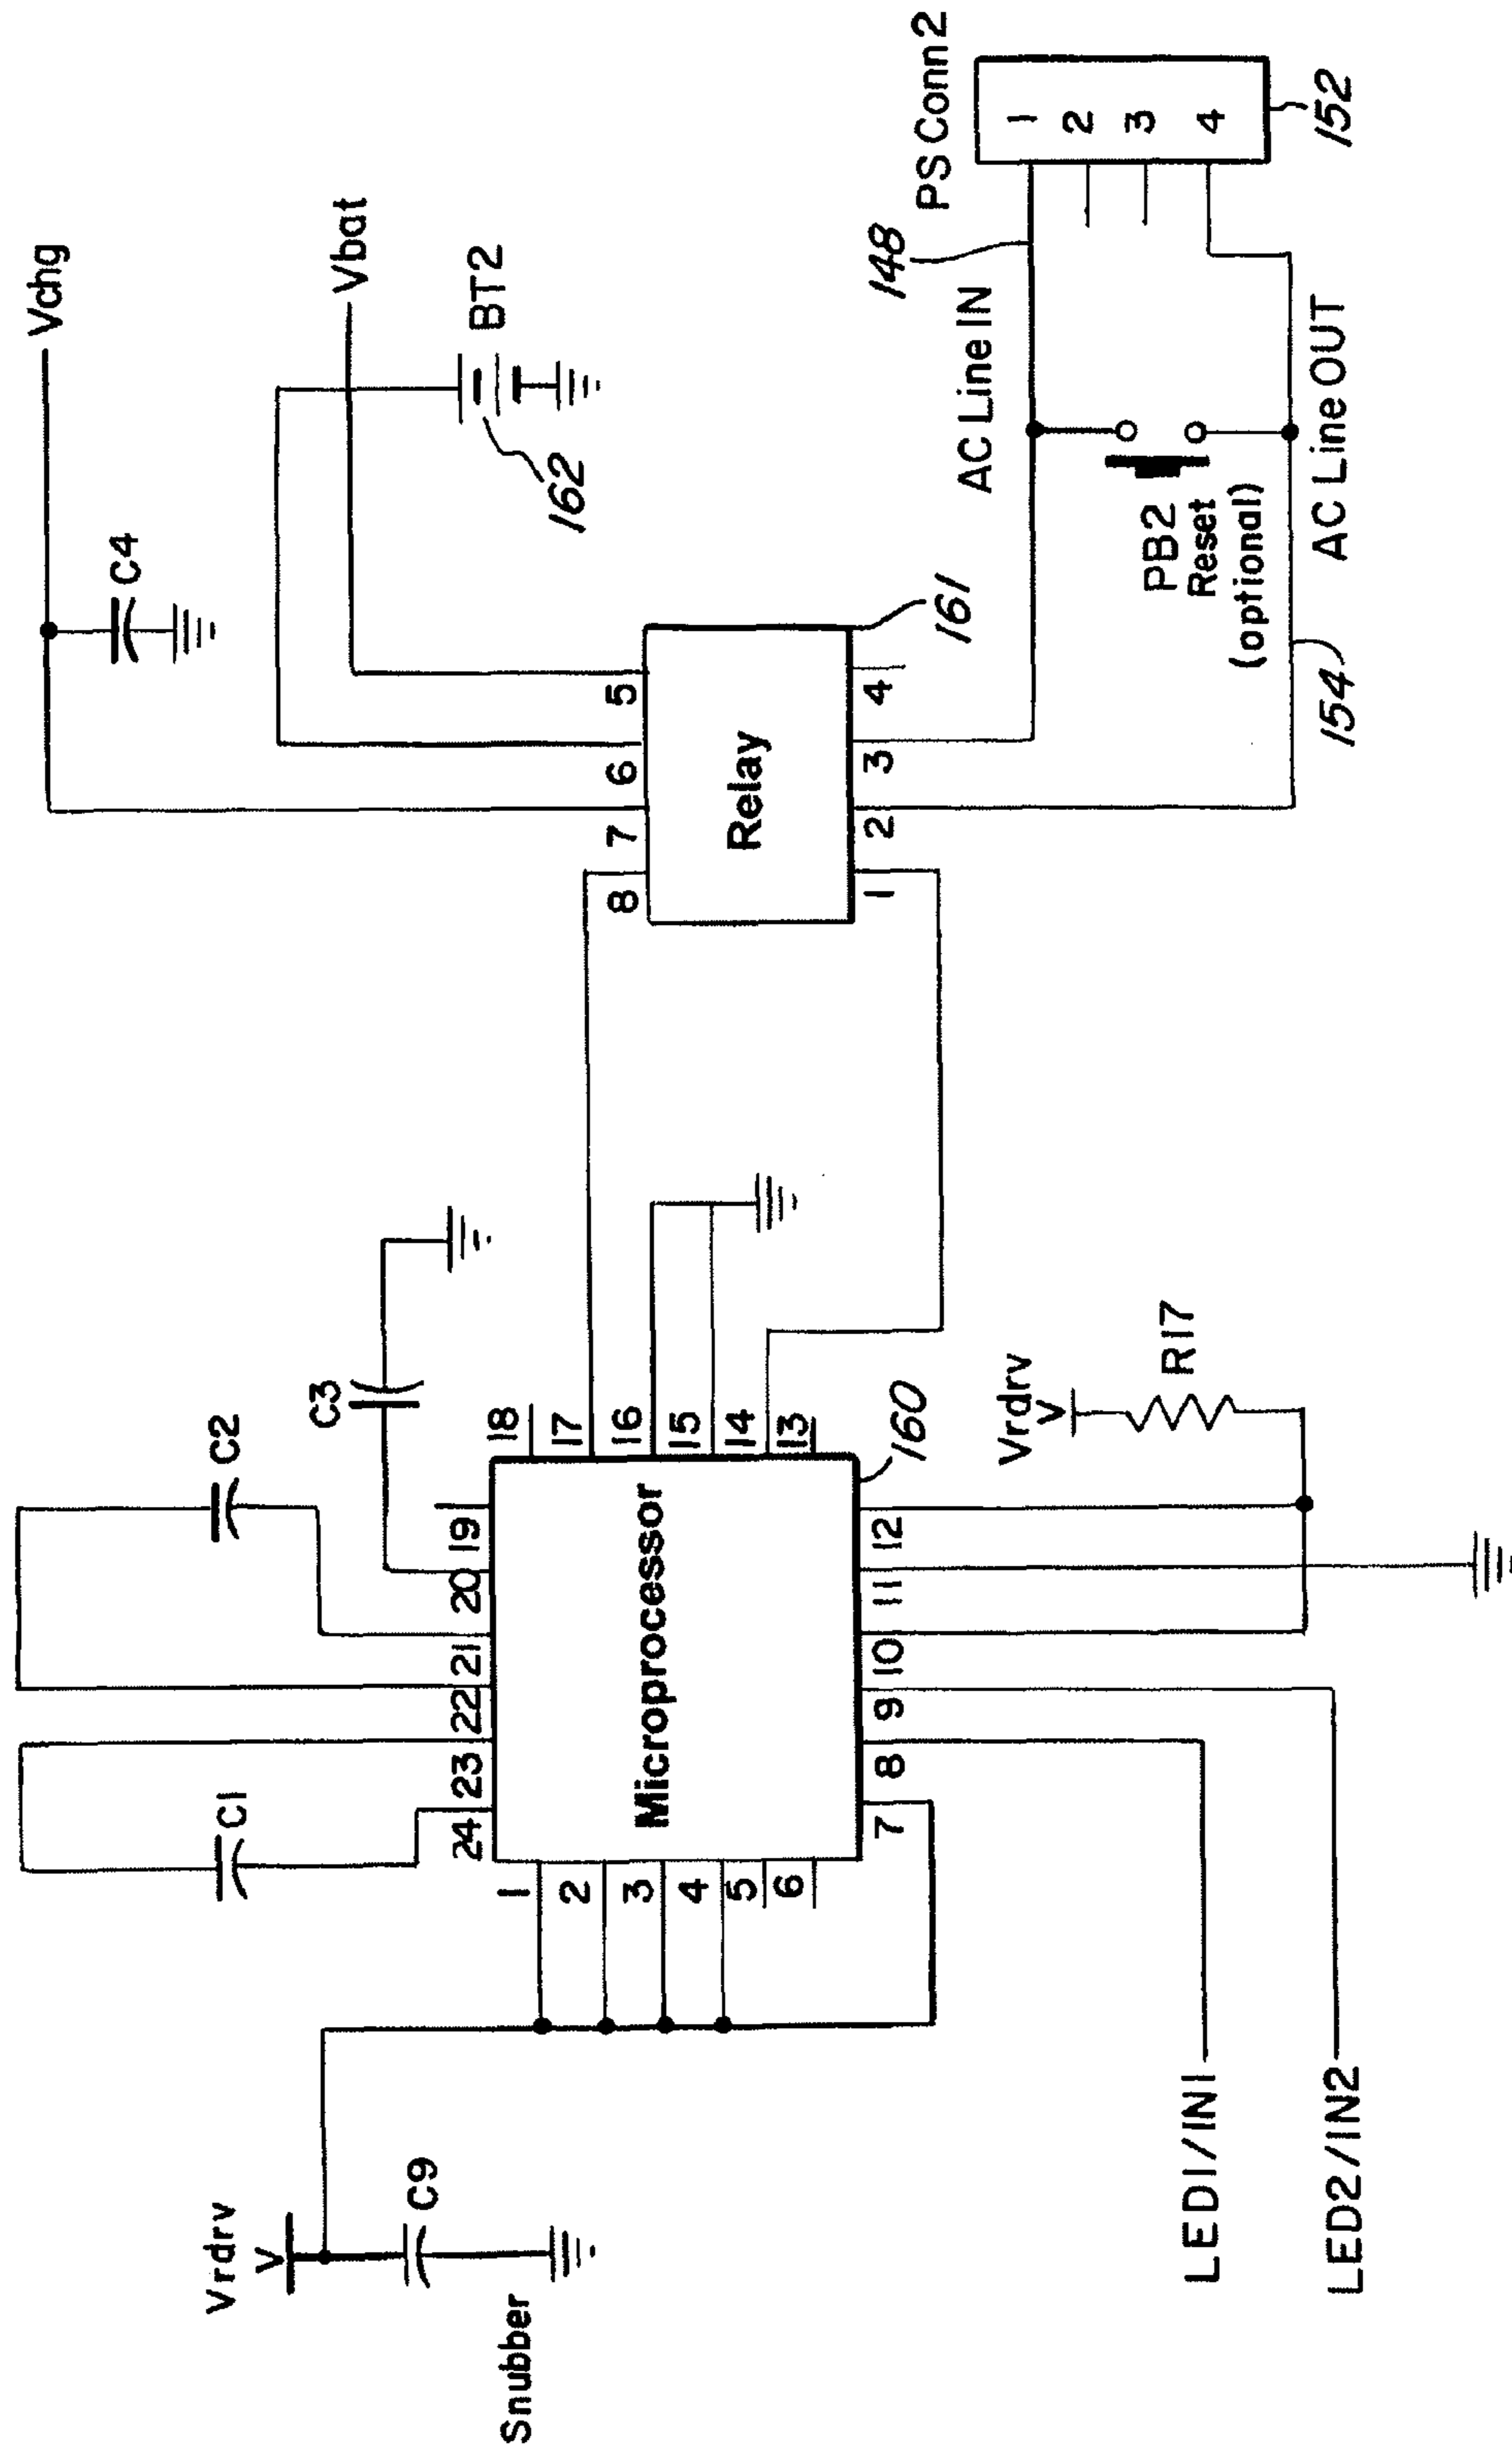 Vchg
C4
Vbat
BT2
162
C2
C3
C1
Vrdrv
V
C9
Snubber
24 23 22 21 20 19
1
2
3
4
5
6
Microprocessor
18
17
16
15
14
13
7 8 9 10 11 12
160
8 7 6 5
Relay
1 2 3 4
161
PS Conn2
1
2
3
4
152
148
AC Line IN
PB2
Reset
(optional)
AC Line OUT
154
Vrdrv
V
R17
LED1/IN1
LED2/IN2